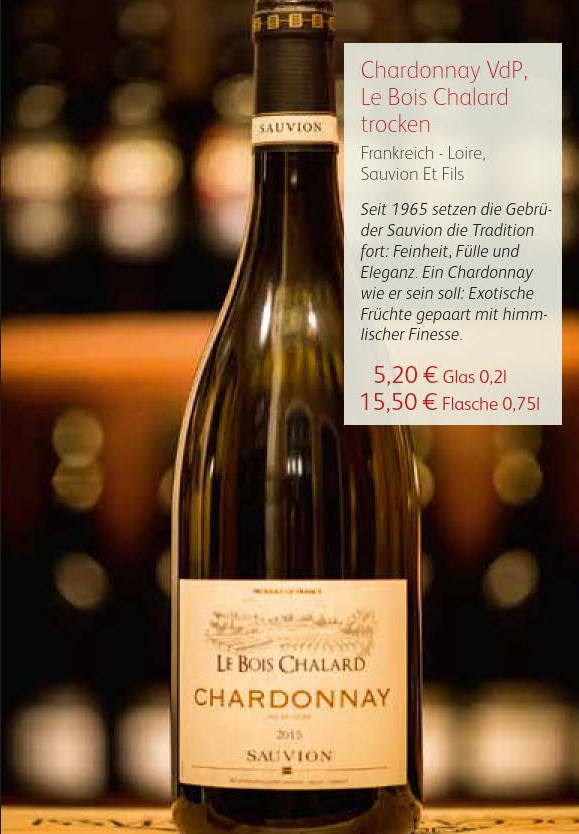 SAUVION
Chardonnay VdP,
Le Bois Chalard
trocken
Frankreich - Loire,
Sauvion Et Fils
Seit 1965 setzen die Gebrü-
der Sauvion die Tradition
fort: Feinheit, Fülle und
Eleganz. Ein Chardonnay
wie er sein soll: Exotische
Früchte gepaart mit himm-
lischer Finesse.
5,20 € Glas 0,2l
15,50 € Flasche 0,75l
LE BOIS CHALARD
CHARDONNAY
2015
SAUVION